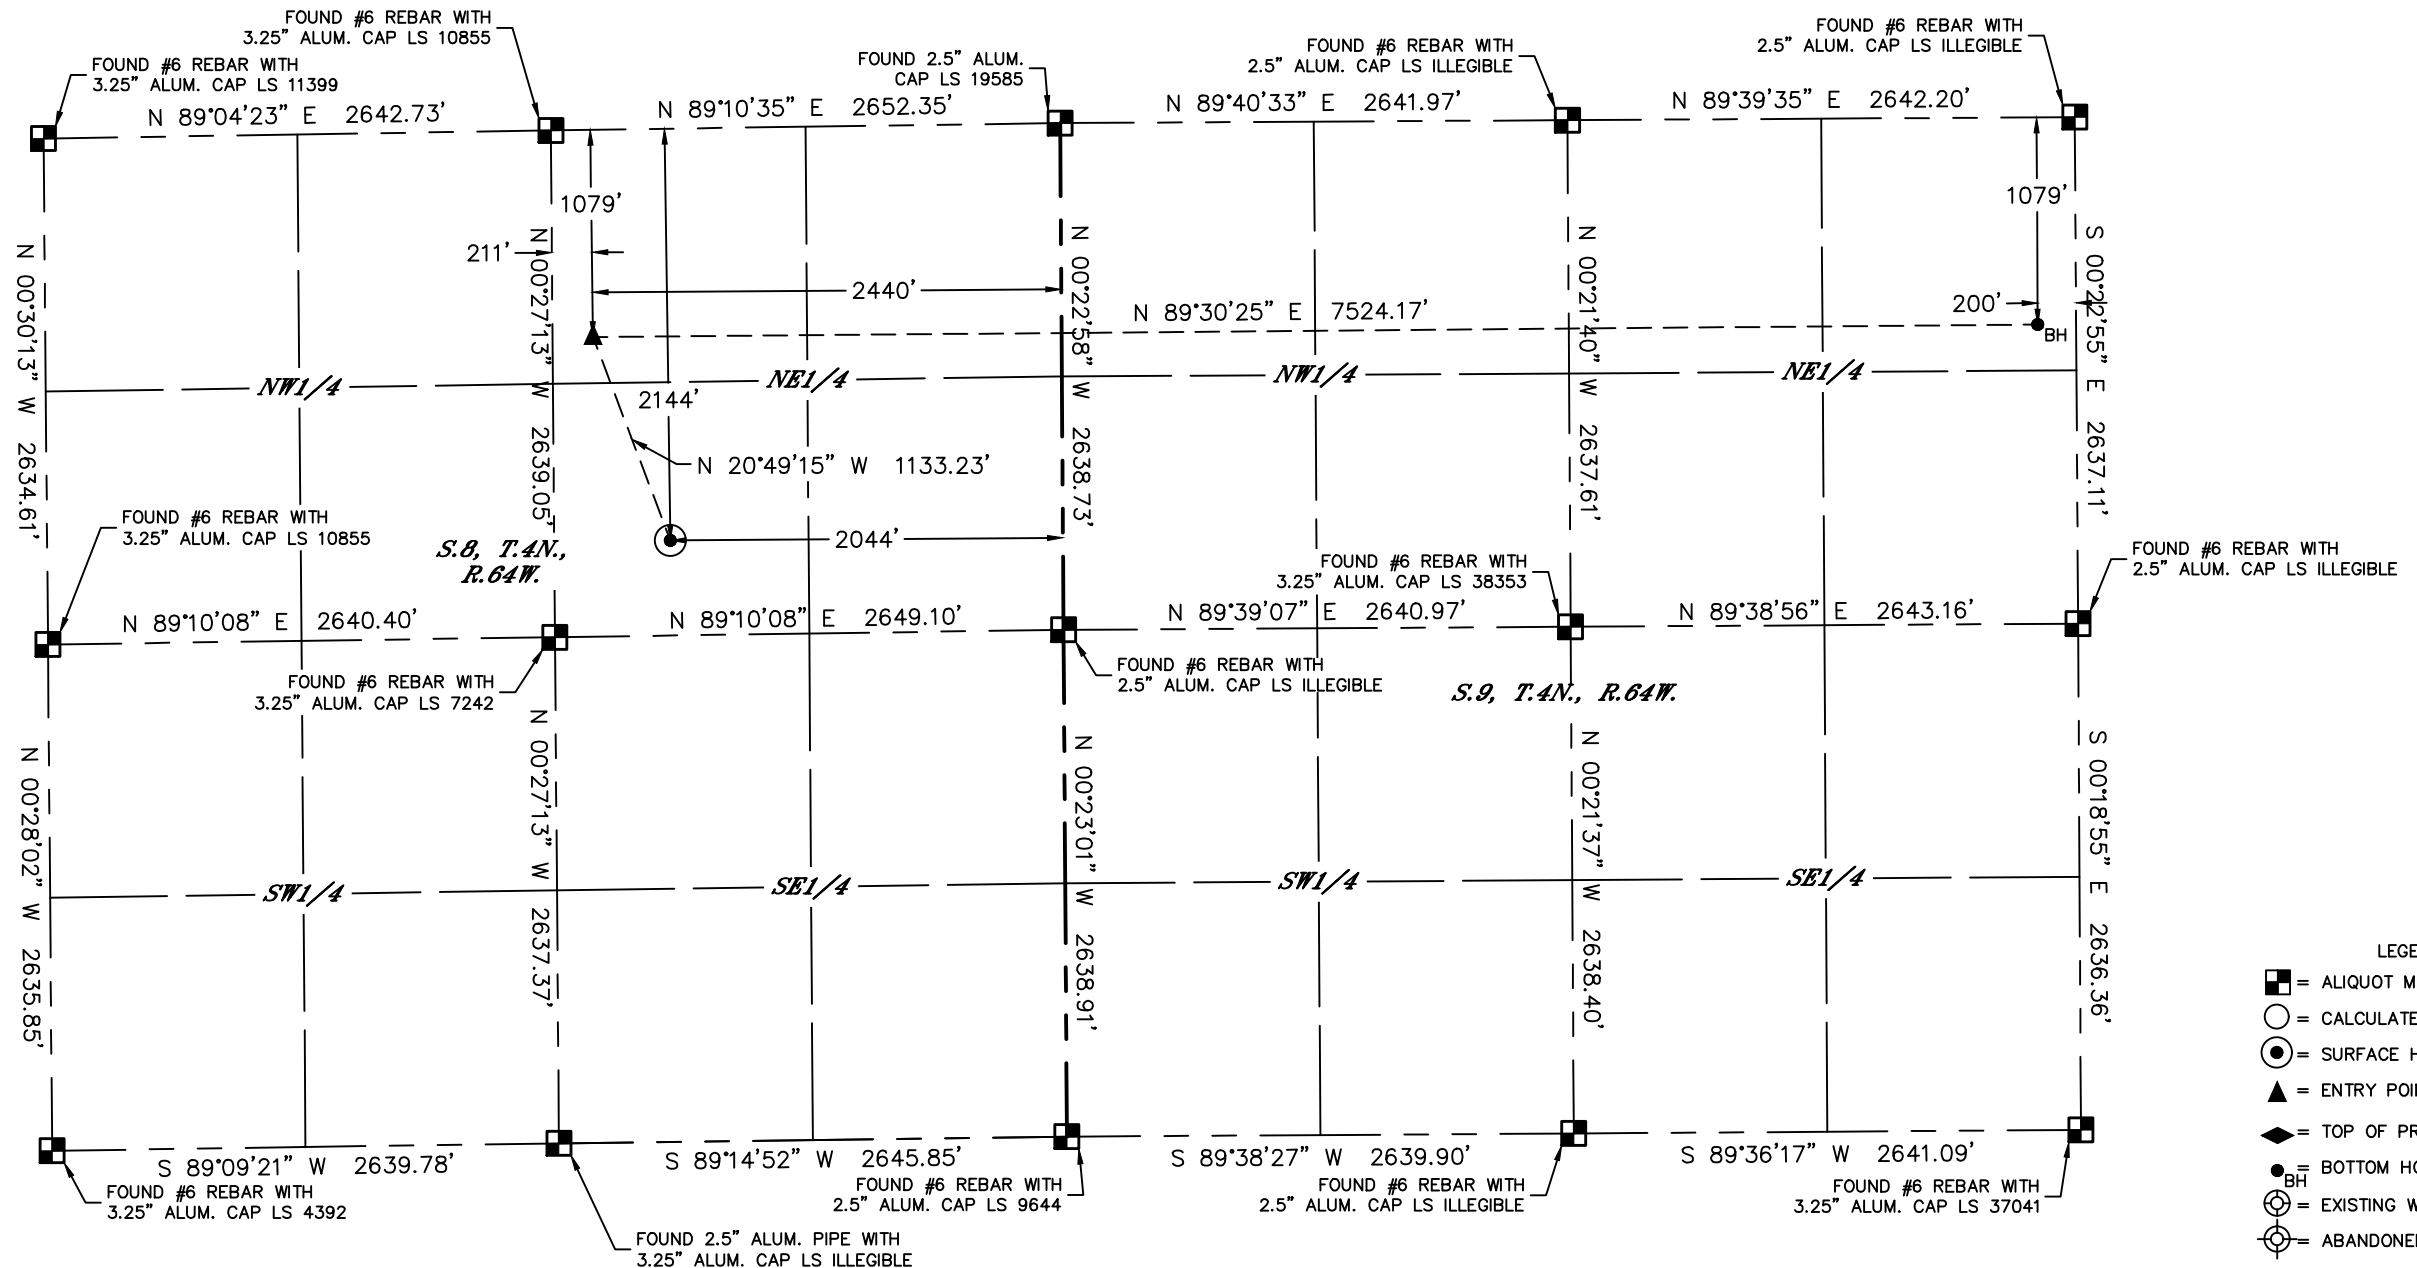 FOUND #6 REBAR WITH
3.25" ALUM. CAP LS 10855
FOUND #6 REBAR WITH
3.25" ALUM. CAP LS 11399
FOUND 2.5" ALUM.
CAP LS 19585
FOUND #6 REBAR WITH
2.5" ALUM. CAP LS ILLEGIBLE
FOUND #6 REBAR WITH
2.5" ALUM. CAP LS ILLEGIBLE
N 89°04'23" E 2642.73'
N 89°10'35" E 2652.35'
N 89°40'33" E 2641.97'
N 89°39'35" E 2642.20'
1079'
1079'
211'
2440'
N 89°30'25" E 7524.17'
200'
BH
N 00°30'13" W 2634.61'
N 00°27'13" W 2639.05'
N 00°22'58" W 2638.73'
N 00°21'40" W 2637.61'
S 00°22'55" E 2637.11'
NW1/4
NE1/4
NW1/4
NE1/4
2144'
N 20°49'15" W 1133.23'
FOUND #6 REBAR WITH
3.25" ALUM. CAP LS 10855
S.8, T.4N.,
R.64W.
2044'
FOUND #6 REBAR WITH
3.25" ALUM. CAP LS 38353
FOUND #6 REBAR WITH
2.5" ALUM. CAP LS ILLEGIBLE
N 89°10'08" E 2640.40'
N 89°10'08" E 2649.10'
N 89°39'07" E 2640.97'
N 89°38'56" E 2643.16'
FOUND #6 REBAR WITH
3.25" ALUM. CAP LS 7242
FOUND #6 REBAR WITH
2.5" ALUM. CAP LS ILLEGIBLE
S.9, T.4N., R.64W.
N 00°28'02" W 2635.85'
N 00°27'13" W 2637.37'
N 00°23'01" W 2638.91'
N 00°21'37" W 2638.40'
S 00°18'55" E 2636.36'
SW1/4
SE1/4
SW1/4
SE1/4
S 89°09'21" W 2639.78'
S 89°14'52" W 2645.85'
S 89°38'27" W 2639.90'
S 89°36'17" W 2641.09'
FOUND #6 REBAR WITH
3.25" ALUM. CAP LS 4392
FOUND 2.5" ALUM. PIPE WITH
3.25" ALUM. CAP LS ILLEGIBLE
FOUND #6 REBAR WITH
2.5" ALUM. CAP LS 9644
FOUND #6 REBAR WITH
2.5" ALUM. CAP LS ILLEGIBLE
FOUND #6 REBAR WITH
3.25" ALUM. CAP LS 37041
LEGE
= ALIQUOT M
= CALCULATE
= SURFACE H
= ENTRY POI
= TOP OF PR
BH = BOTTOM HO
= EXISTING W
= ABANDONE